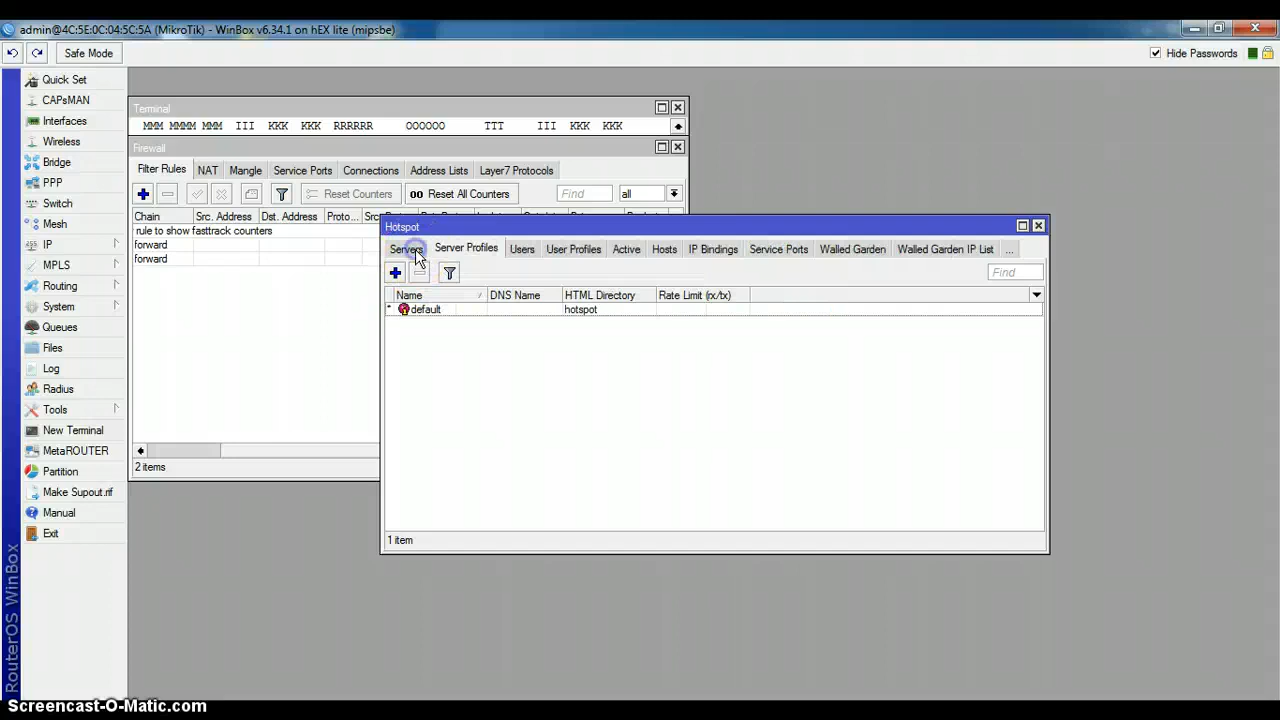 admin@4C:5E:0C:04:5C:5A (MikroTik) - WinBox v6.34.1 on hEX lite (mipsbe)
Safe Mode
Hide Passwords
Quick Set
CAPsMAN
Interfaces
Wireless
Bridge
PPP
Switch
Mesh
IP
MPLS
Routing
System
Queues
Files
Log
Radius
Tools
New Terminal
MetaROUTER
Partition
Make Supout.rif
Manual
Exit
RouterOS WinBox
Terminal
MMM MMMM MMM III KKK KKK RRRRRR OOOOOO TTT III KKK KKK
Firewall
Filter Rules NAT Mangle Service Ports Connections Address Lists Layer7 Protocols
Reset Counters 00 Reset All Counters Find all
Chain Src. Address Dst. Address Proto...
rule to show fasttrack counters
forward
forward
2 items
Hotspot
Servers Server Profiles Users User Profiles Active Hosts IP Bindings Service Ports Walled Garden Walled Garden IP List ...
Find
Name DNS Name HTML Directory Rate Limit (rx/tx)
* default hotspot
1 item
Screencast-O-Matic.com